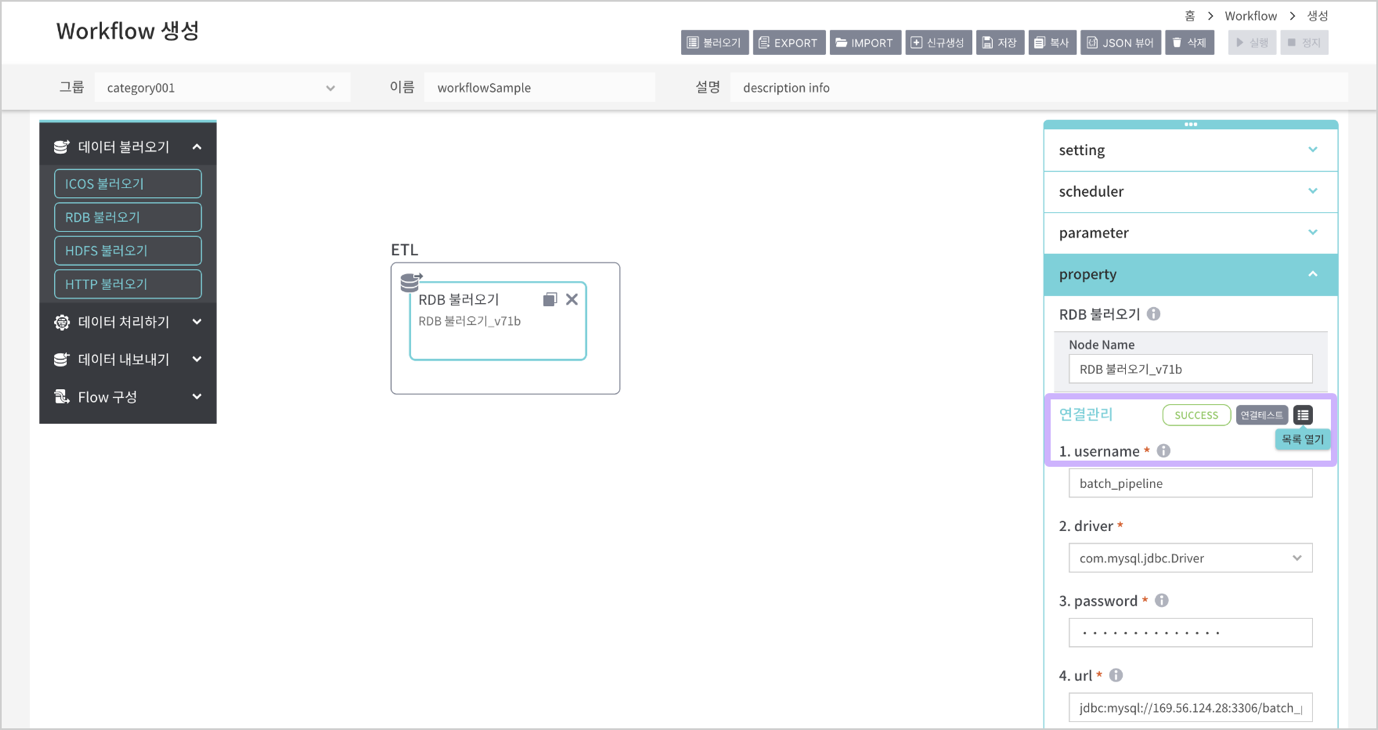 홈 > Workflow > 생성
Workflow 생성
불러오기 EXPORT IMPORT 신규생성 저장 복사 JSON 뷰어 삭제 실행 정지
그룹 category001 이름 workflowSample 설명 description info
데이터 불러오기
ICOS 불러오기
RDB 불러오기
HDFS 불러오기
HTTP 불러오기
데이터 처리하기
데이터 내보내기
Flow 구성
ETL
RDB 불러오기
RDB 불러오기_v71b
setting
scheduler
parameter
property
RDB 불러오기
Node Name
RDB 불러오기_v71b
연결관리 SUCCESS 연결테스트
목록 열기
1. username *
batch_pipeline
2. driver *
com.mysql.jdbc.Driver
3. password *
• • • • • • • • • • • • • •
4. url *
jdbc:mysql://169.56.124.28:3306/batch_